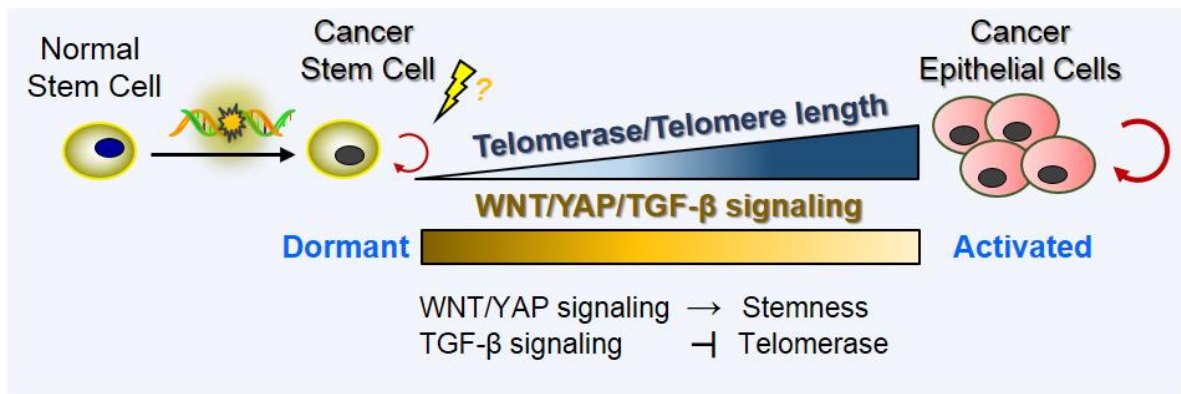 Normal
Stem Cell
Cancer
Stem Cell
?
Telomerase/Telomere length
Cancer
Epithelial Cells
WNT/YAP/TGF-β signaling
Dormant
Activated
WNT/YAP signaling → Stemness
TGF-β signaling ⊣ Telomerase